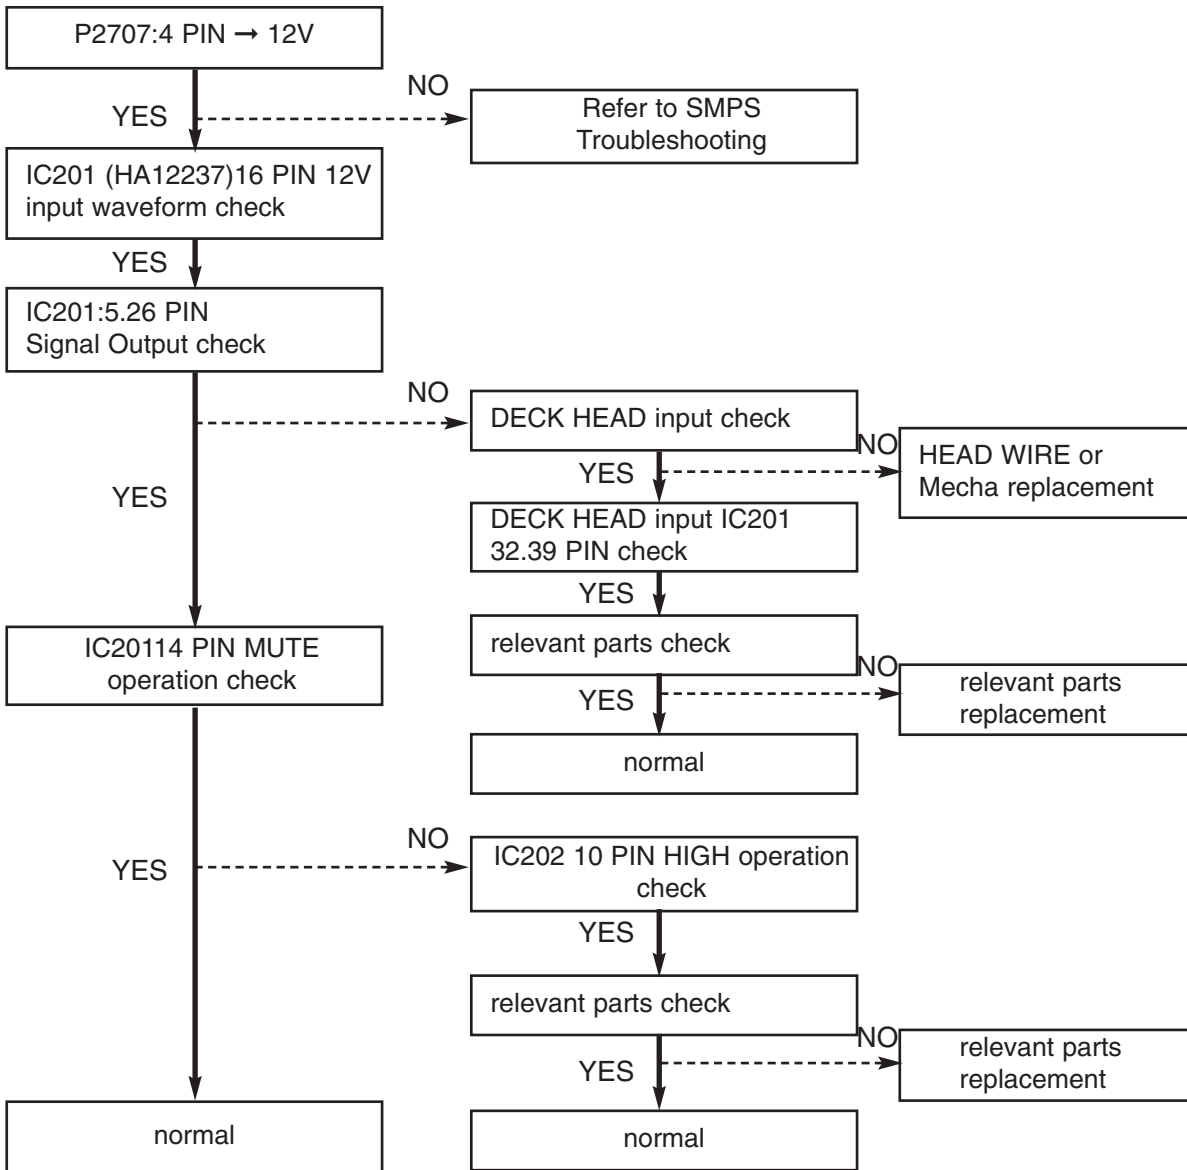 P2707:4 PIN → 12V
NO
YES
Refer to SMPS
Troubleshooting
IC201 (HA12237)16 PIN 12V
input waveform check
YES
IC201:5.26 PIN
Signal Output check
NO
YES
DECK HEAD input check
NO
YES
HEAD WIRE or
Mecha replacement
DECK HEAD input IC201
32.39 PIN check
YES
IC20114 PIN MUTE
operation check
relevant parts check
NO
YES
relevant parts
replacement
normal
NO
YES
IC202 10 PIN HIGH operation
check
YES
relevant parts check
NO
YES
relevant parts
replacement
normal
normal